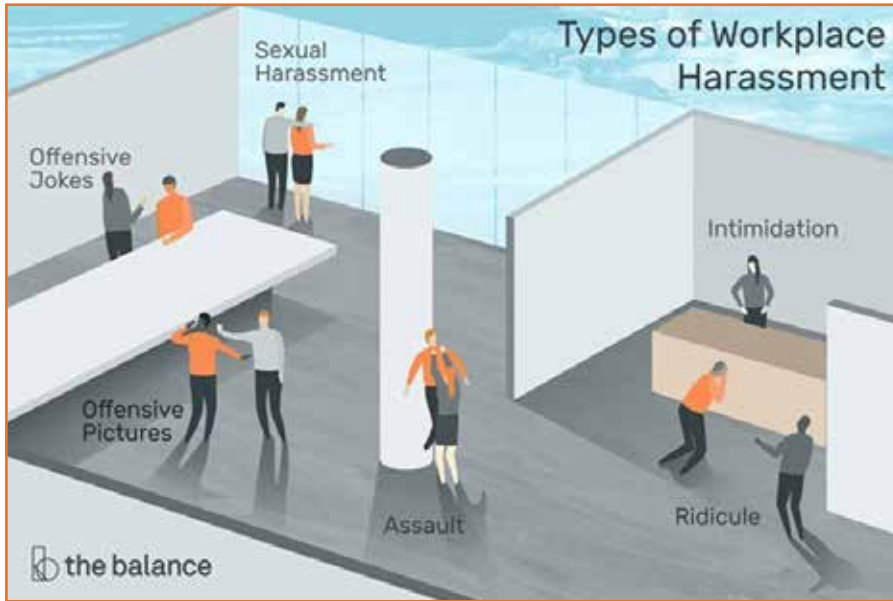 Types of Workplace
Harassment
Sexual
Harassment
Offensive
Jokes
Intimidation
Offensive
Pictures
Assault
Ridicule
the balance